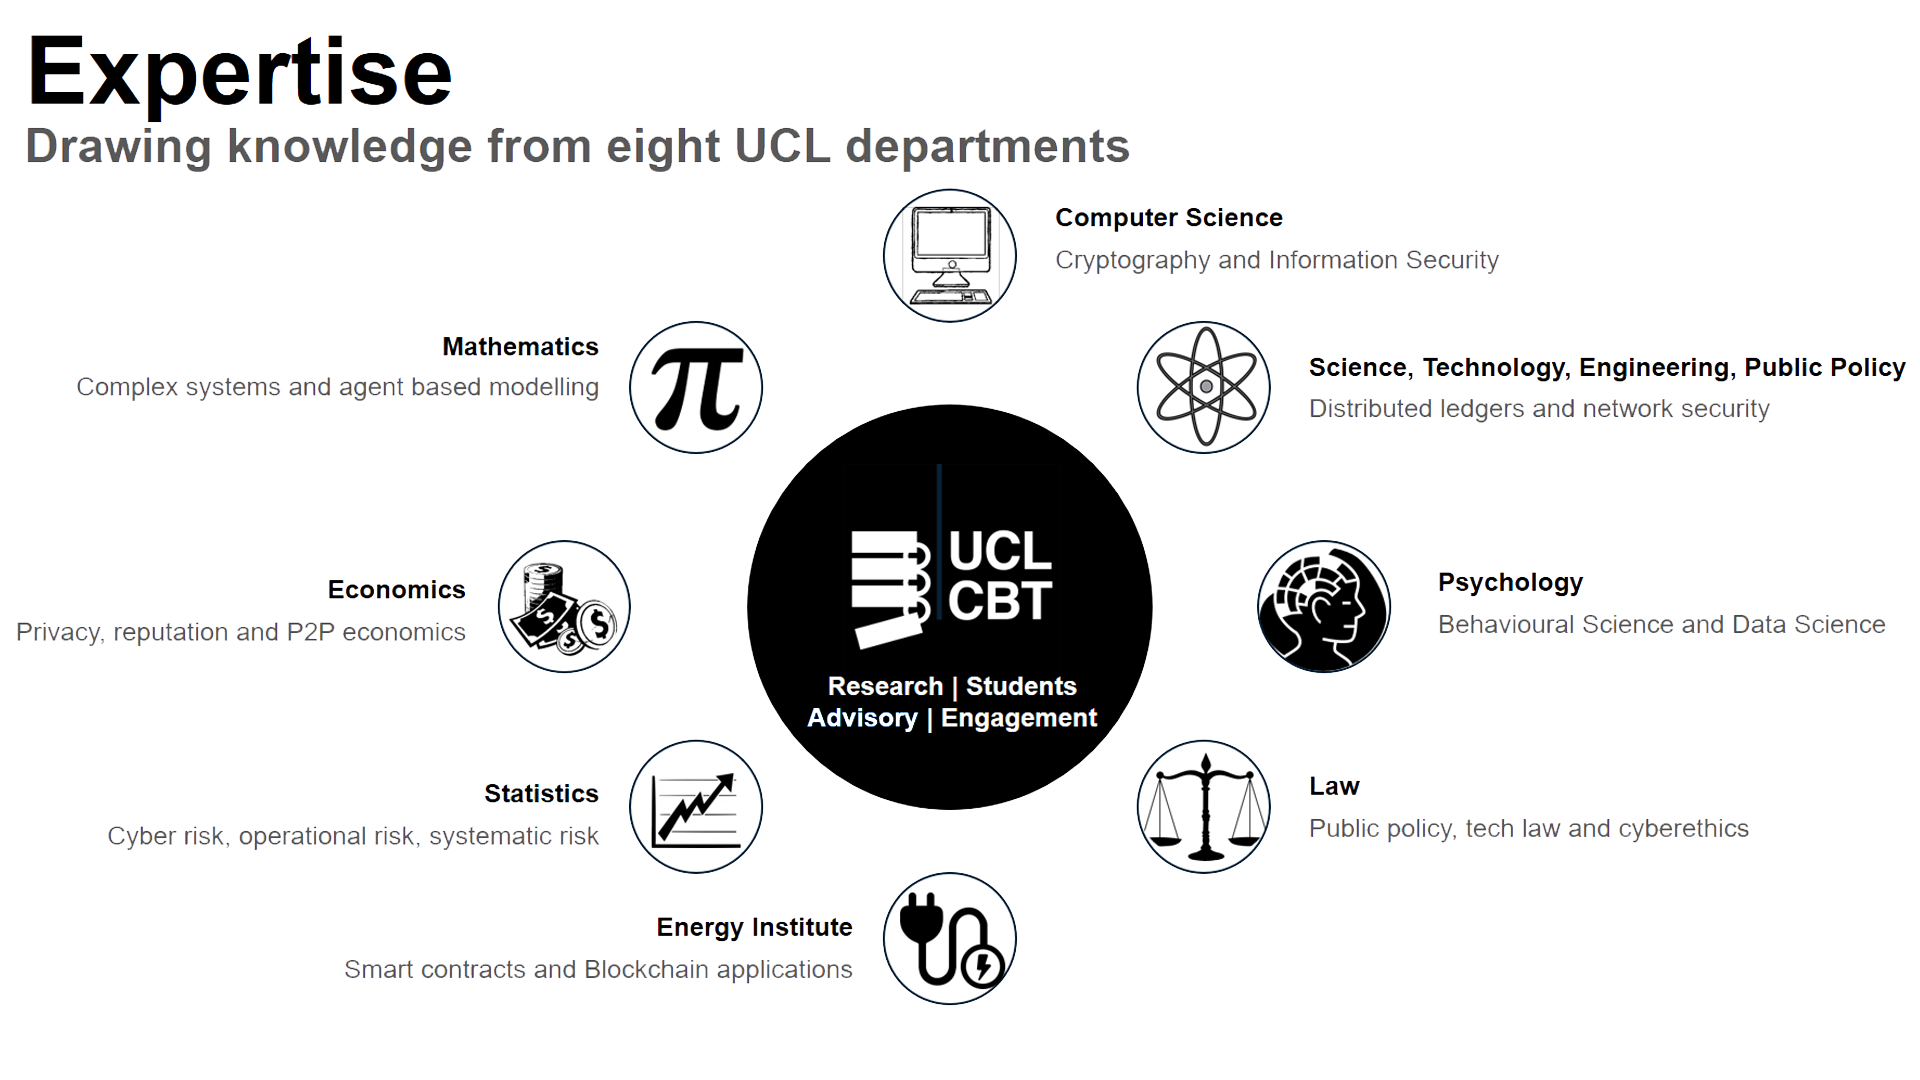 Expertise
Drawing knowledge from eight UCL departments
Computer Science
Cryptography and Information Security
Mathematics
Complex systems and agent based modelling
Science, Technology, Engineering, Public Policy
Distributed ledgers and network security
UCL
CBT
Research | Students
Advisory | Engagement
Economics
Privacy, reputation and P2P economics
Psychology
Behavioural Science and Data Science
Statistics
Cyber risk, operational risk, systematic risk
Law
Public policy, tech law and cyberethics
Energy Institute
Smart contracts and Blockchain applications